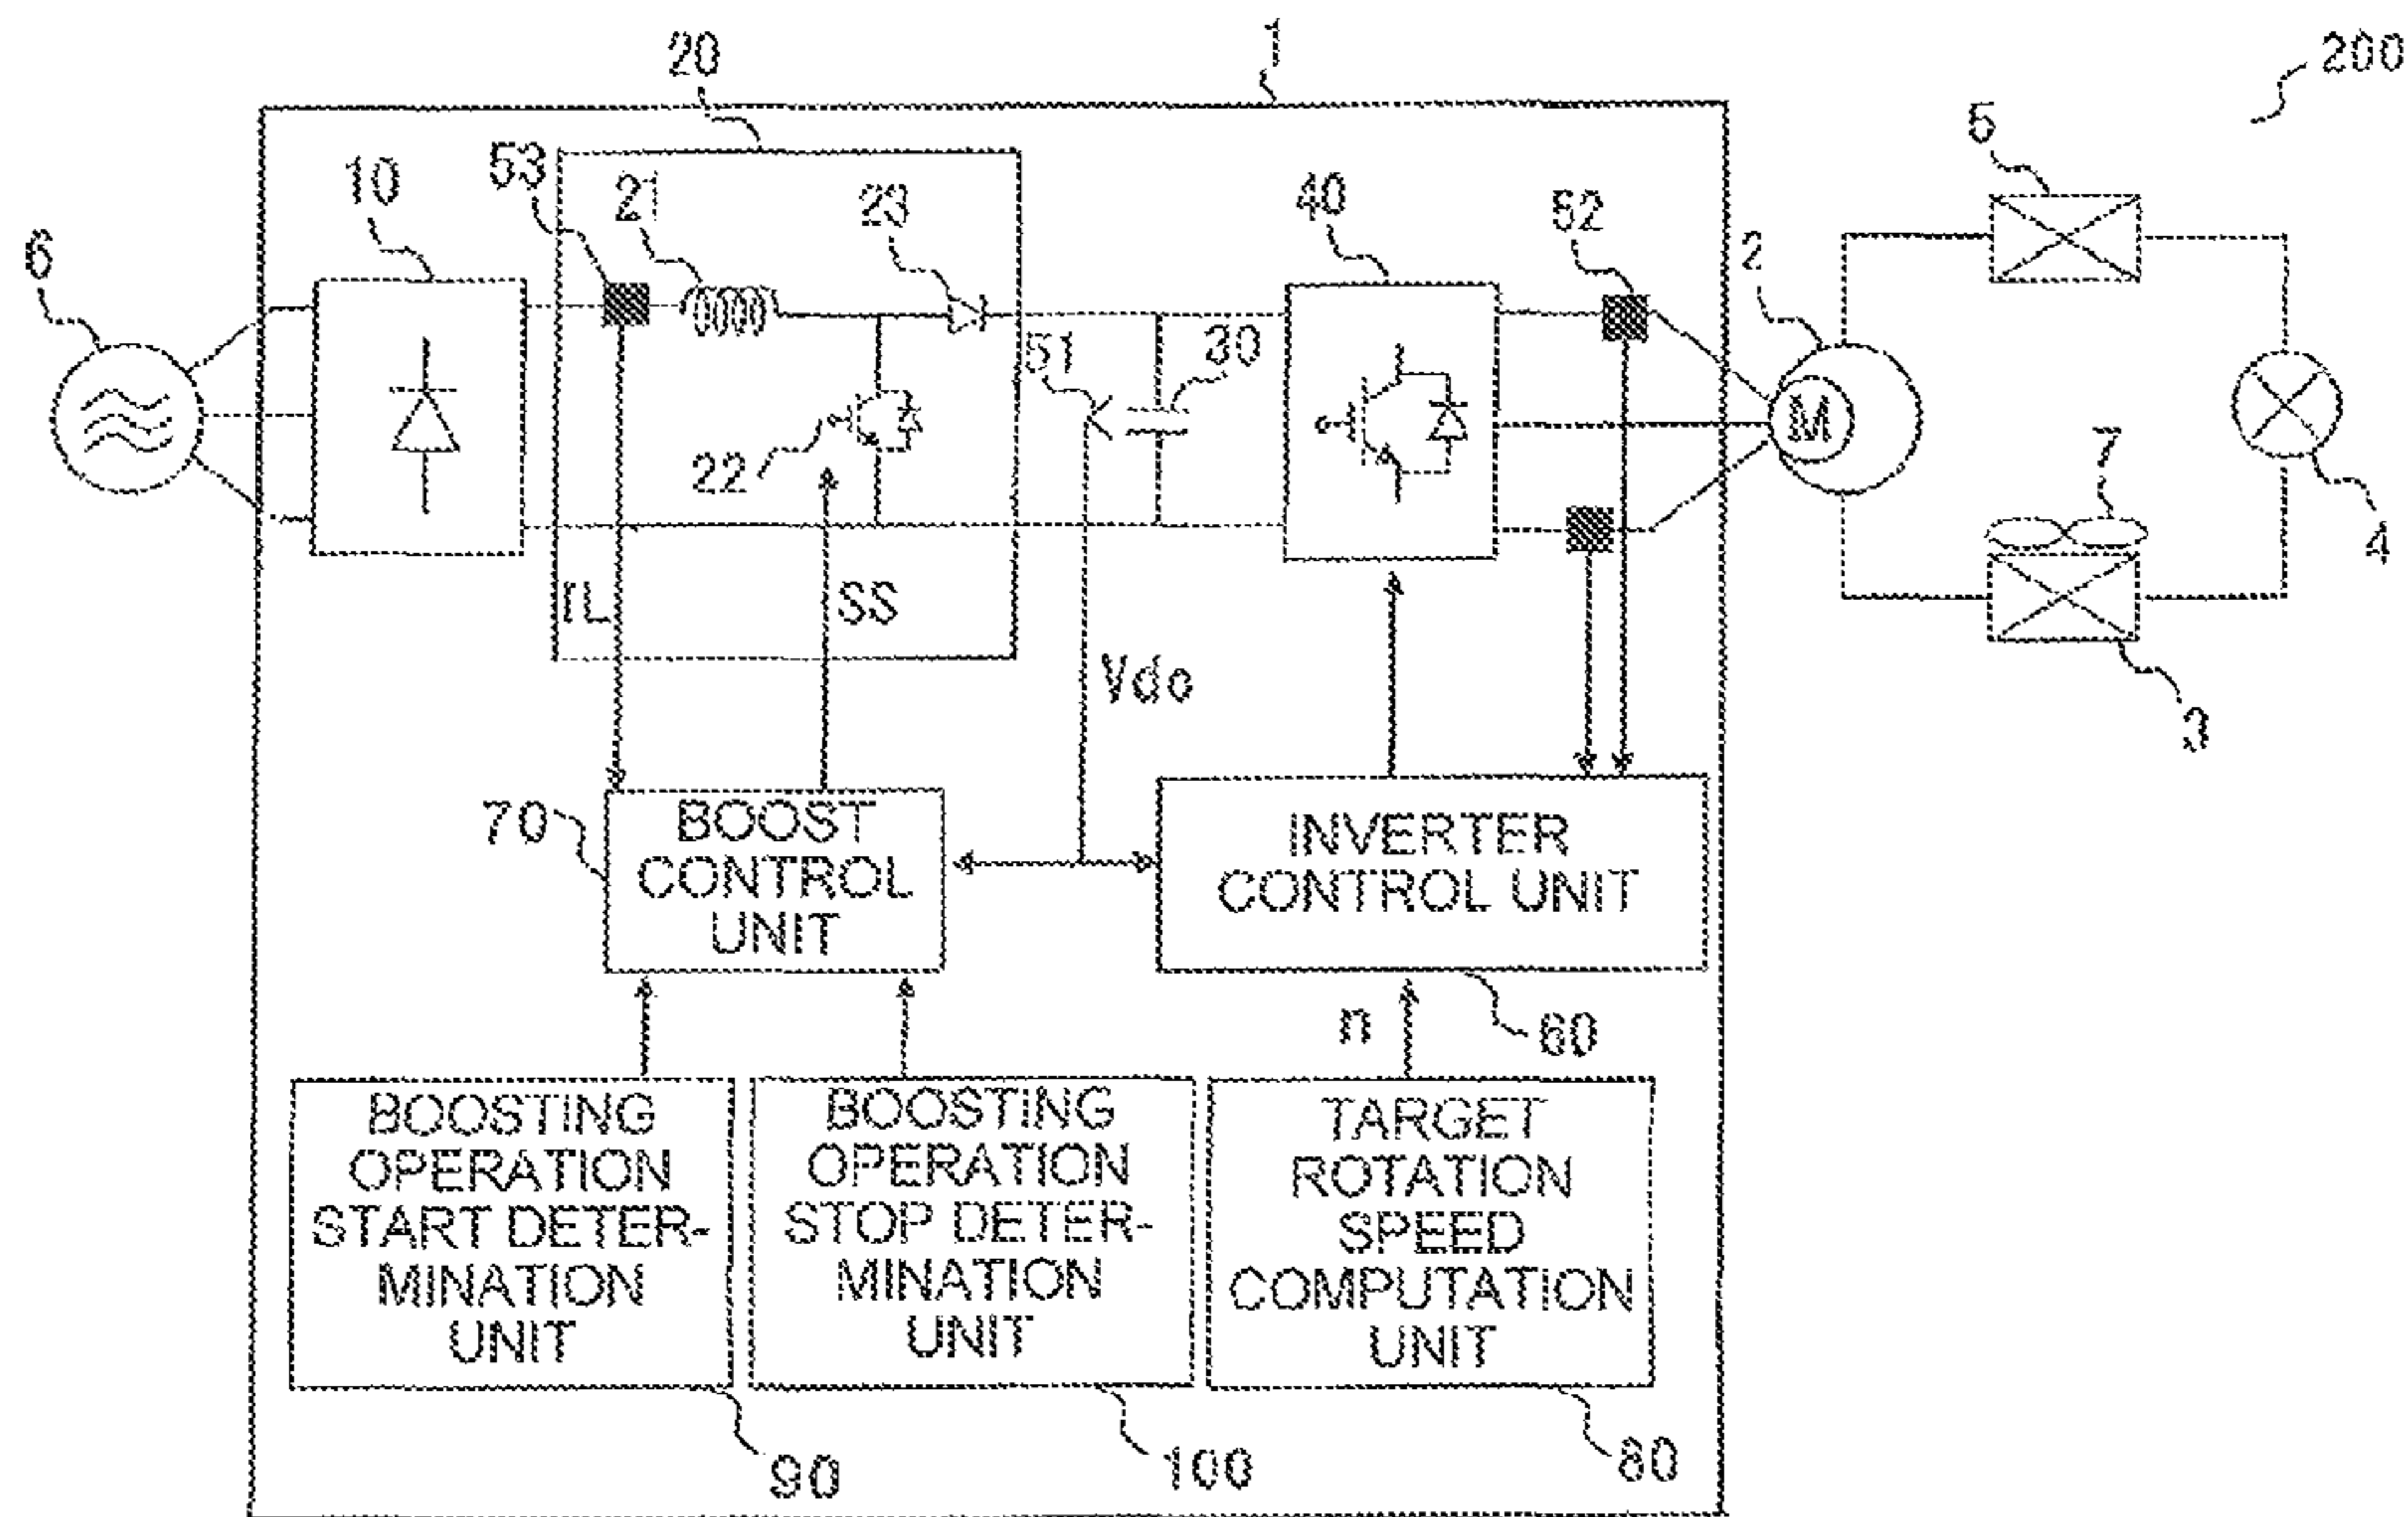 1
20
200
5
53
10
21
23
40
52
6
2
M
51
30
22
7
4
IL
SS
Vdc
3
70
BOOST
CONTROL
UNIT
INVERTER
CONTROL UNIT
n
60
BOOSTING
OPERATION
START DETER-
MINATION
UNIT
BOOSTING
OPERATION
STOP DETER-
MINATION
UNIT
TARGET
ROTATION
SPEED
COMPUTATION
UNIT
90
100
80